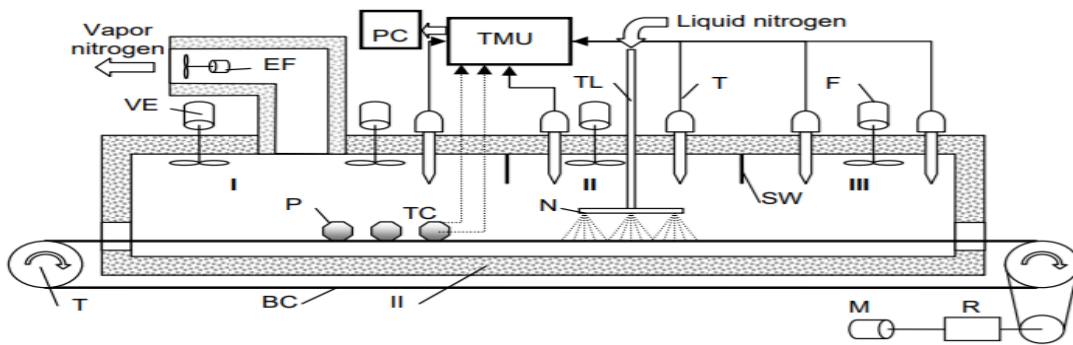 Vapor
nitrogen
PC
TMU
Liquid nitrogen
EF
VE
TL
T
F
I
II
III
SW
P
TC
N
T
BC
II
M
R